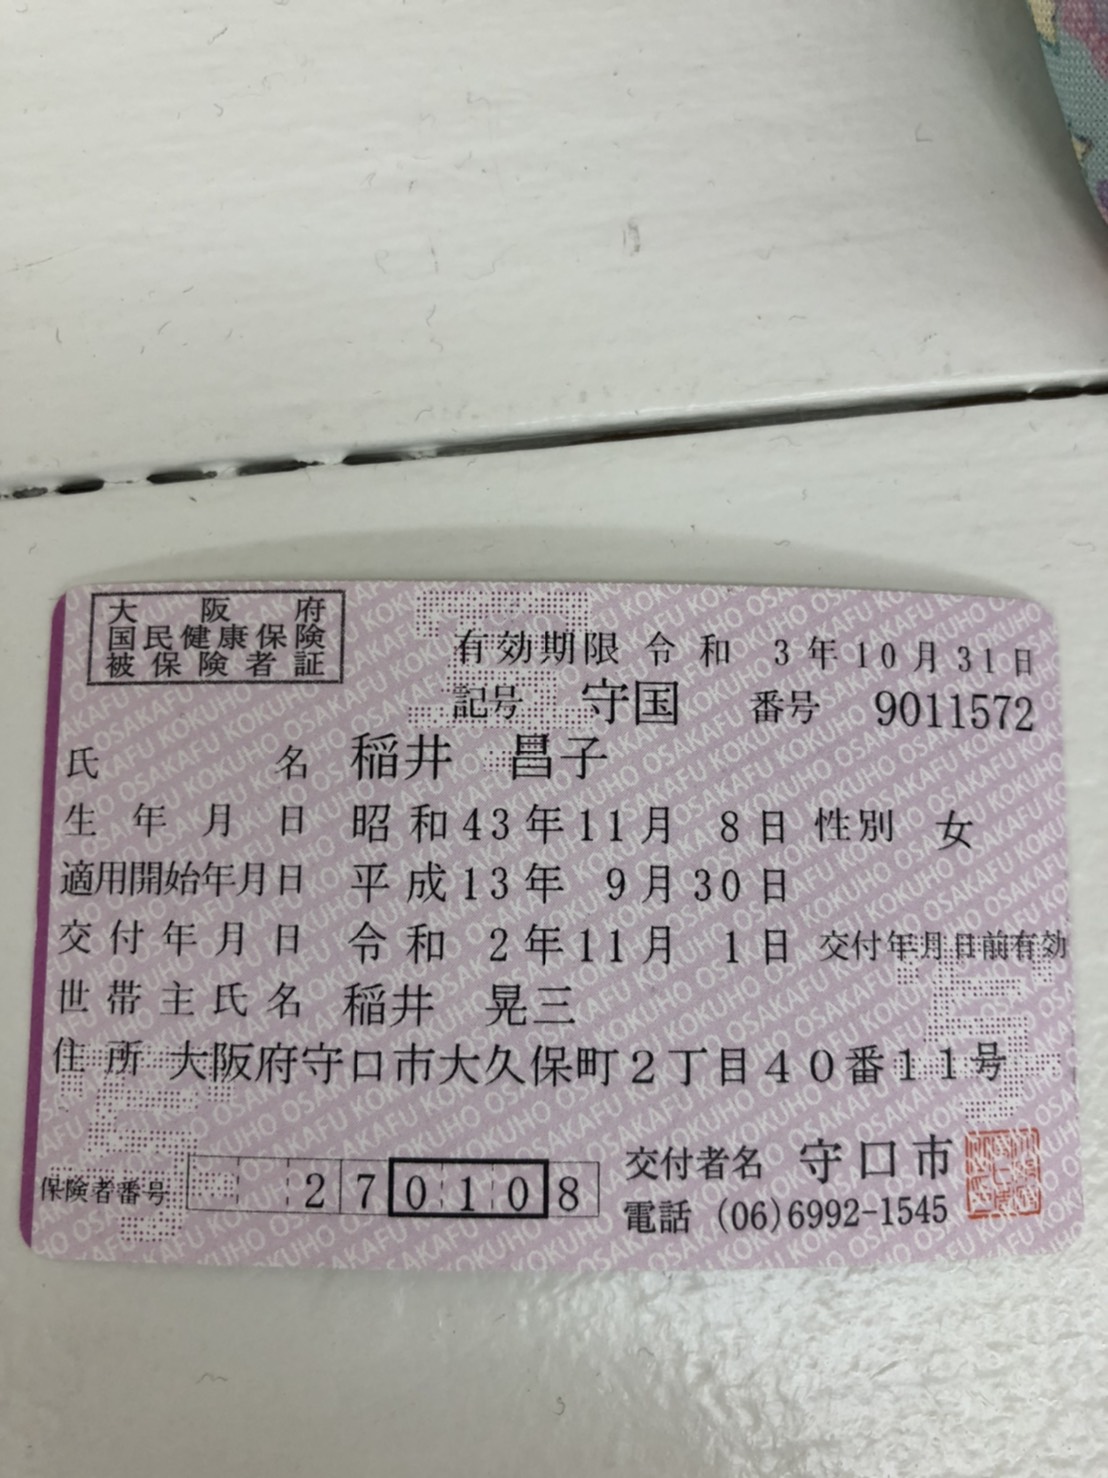 大阪府
国民健康保険
被保険者証
有効期限 令和 3年10月31日
記号 守国 番号 9011572
氏名 稲井 昌子
生年月日 昭和43年11月 8日 性別 女
適用開始年月日 平成13年 9月30日
交付年月日 令和 2年11月 1日 交付年月日前有効
世帯主氏名 稲井 晃三
住所 大阪府守口市大久保町2丁目40番11号
保険者番号 270108
交付者名 守口市
電話 (06)6992-1545